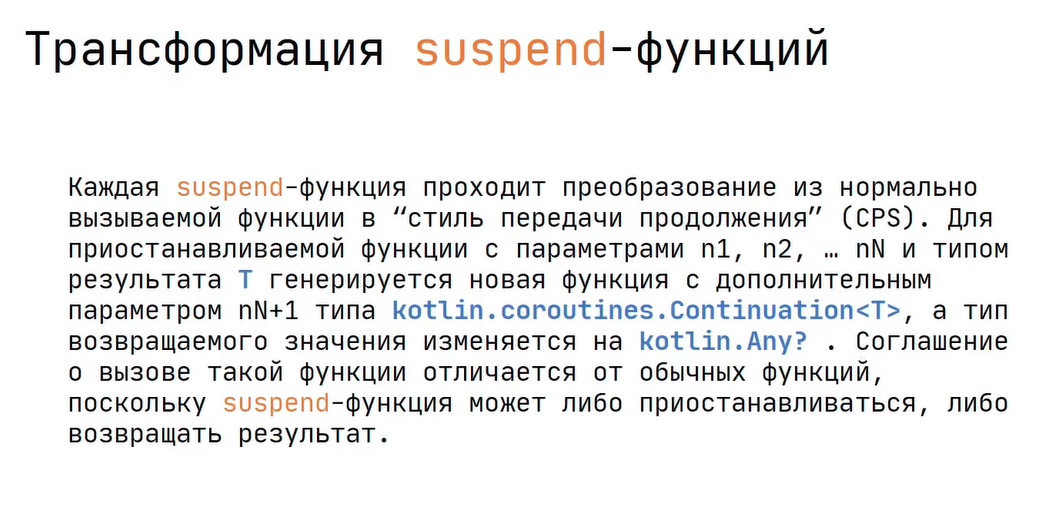 Трансформация suspend-функций
Каждая suspend-функция проходит преобразование из нормально
вызываемой функции в “стиль передачи продолжения” (CPS). Для
приостанавливаемой функции с параметрами n1, n2, … nN и типом
результата T генерируется новая функция с дополнительным
параметром nN+1 типа kotlin.coroutines.Continuation<T>, а тип
возвращаемого значения изменяется на kotlin.Any? . Соглашение
о вызове такой функции отличается от обычных функций,
поскольку suspend-функция может либо приостанавливаться, либо
возвращать результат.